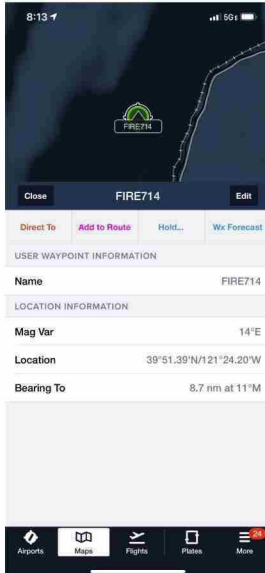 8:13
5G
FIRE714
Close FIRE714 Edit
Direct To Add to Route Hold... Wx Forecast
USER WAYPOINT INFORMATION
Name FIRE714
LOCATION INFORMATION
Mag Var 14°E
Location 39°51.39'N/121°24.20'W
Bearing To 8.7 nm at 11°M
24
Airports Maps Flights Plates More